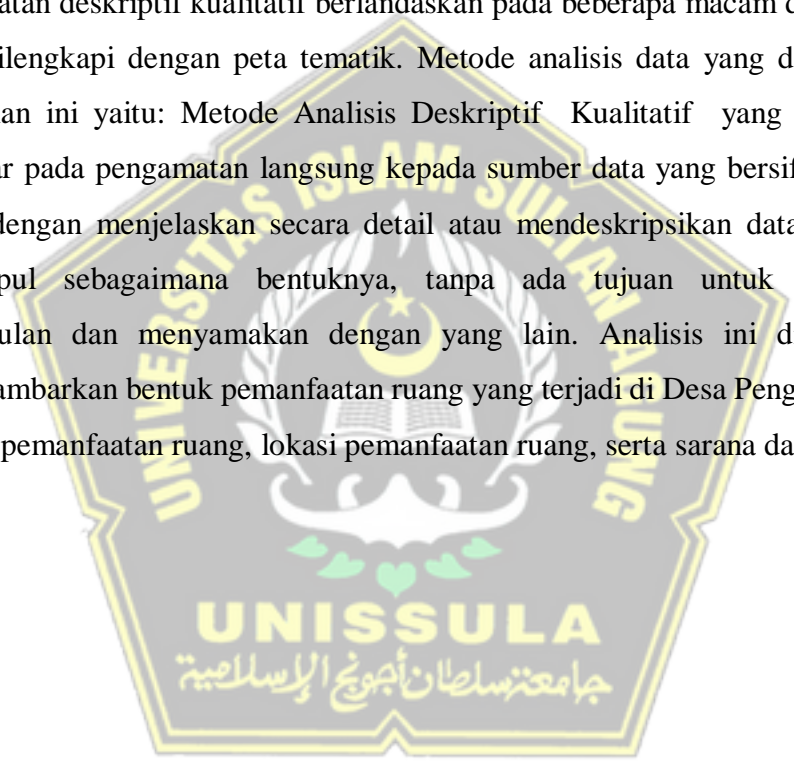 atan deskriptif kualitatif berlandaskan pada beberapa macam
ilengkapi dengan peta tematik. Metode analisis data yang d
an ini yaitu: Metode Analisis Deskriptif Kualitatif yang
ar pada pengamatan langsung kepada sumber data yang bersif
dengan menjelaskan secara detail atau mendeskripsikan data
pul sebagaimana bentuknya, tanpa ada tujuan untuk
ulan dan menyamakan dengan yang lain. Analisis ini d
ambarkan bentuk pemanfaatan ruang yang terjadi di Desa Peng
pemanfaatan ruang, lokasi pemanfaatan ruang, serta sarana da
UNIVERSITAS ISLAM SULTAN AGUNG
UNISSULA
جامعة سلطان أجونج الإسلامية